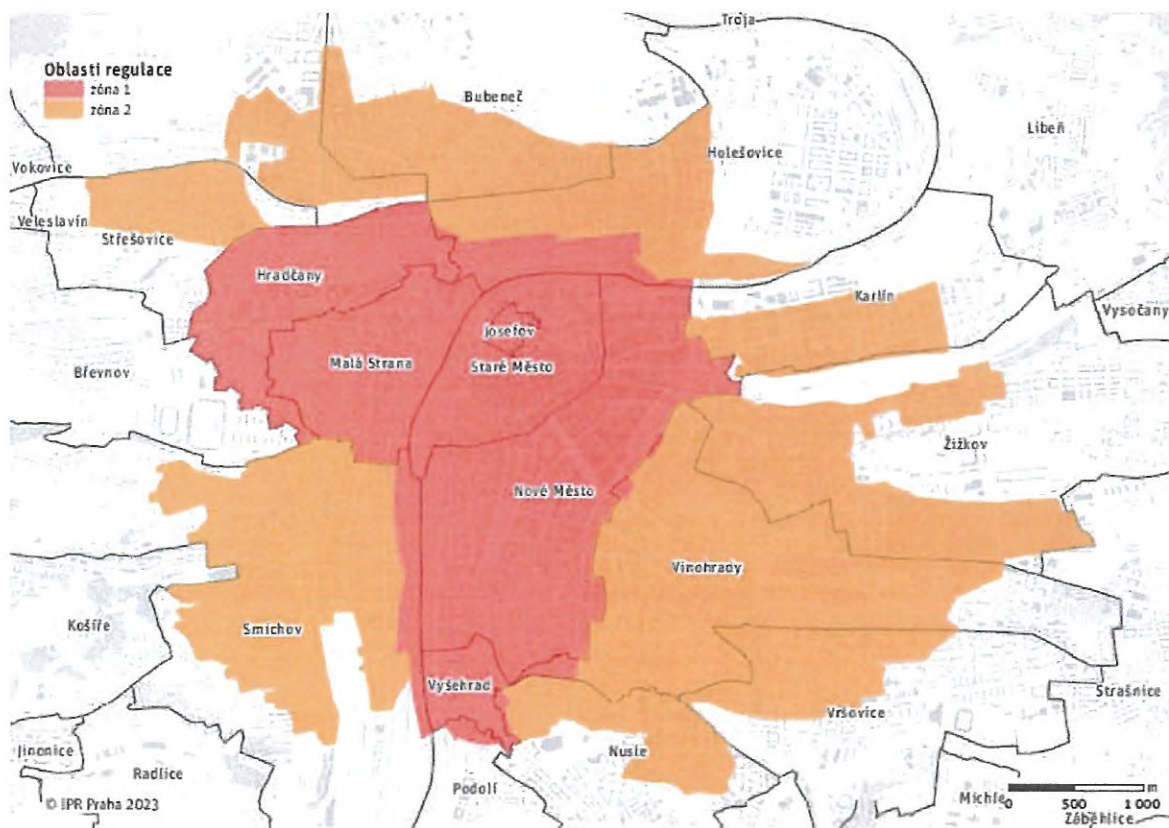 Troja
Oblasti regulace
zóna 1
zóna 2
Bubeneč
Libeň
Holešovice
Vokovice
Veleslavín
Střešovice
Hradčany
Karlín
Vysočany
Josefov
Malá Strana
Staré Město
Břevnov
Žižkov
Nové Město
Vinohrady
Košíře
Smíchov
Vyšehrad
Strašnice
Vršovice
Jinonice
Nusle
Radlice
Podolí
Michle
m
0 500 1 000
© IPR Praha 2023
Záběhlice